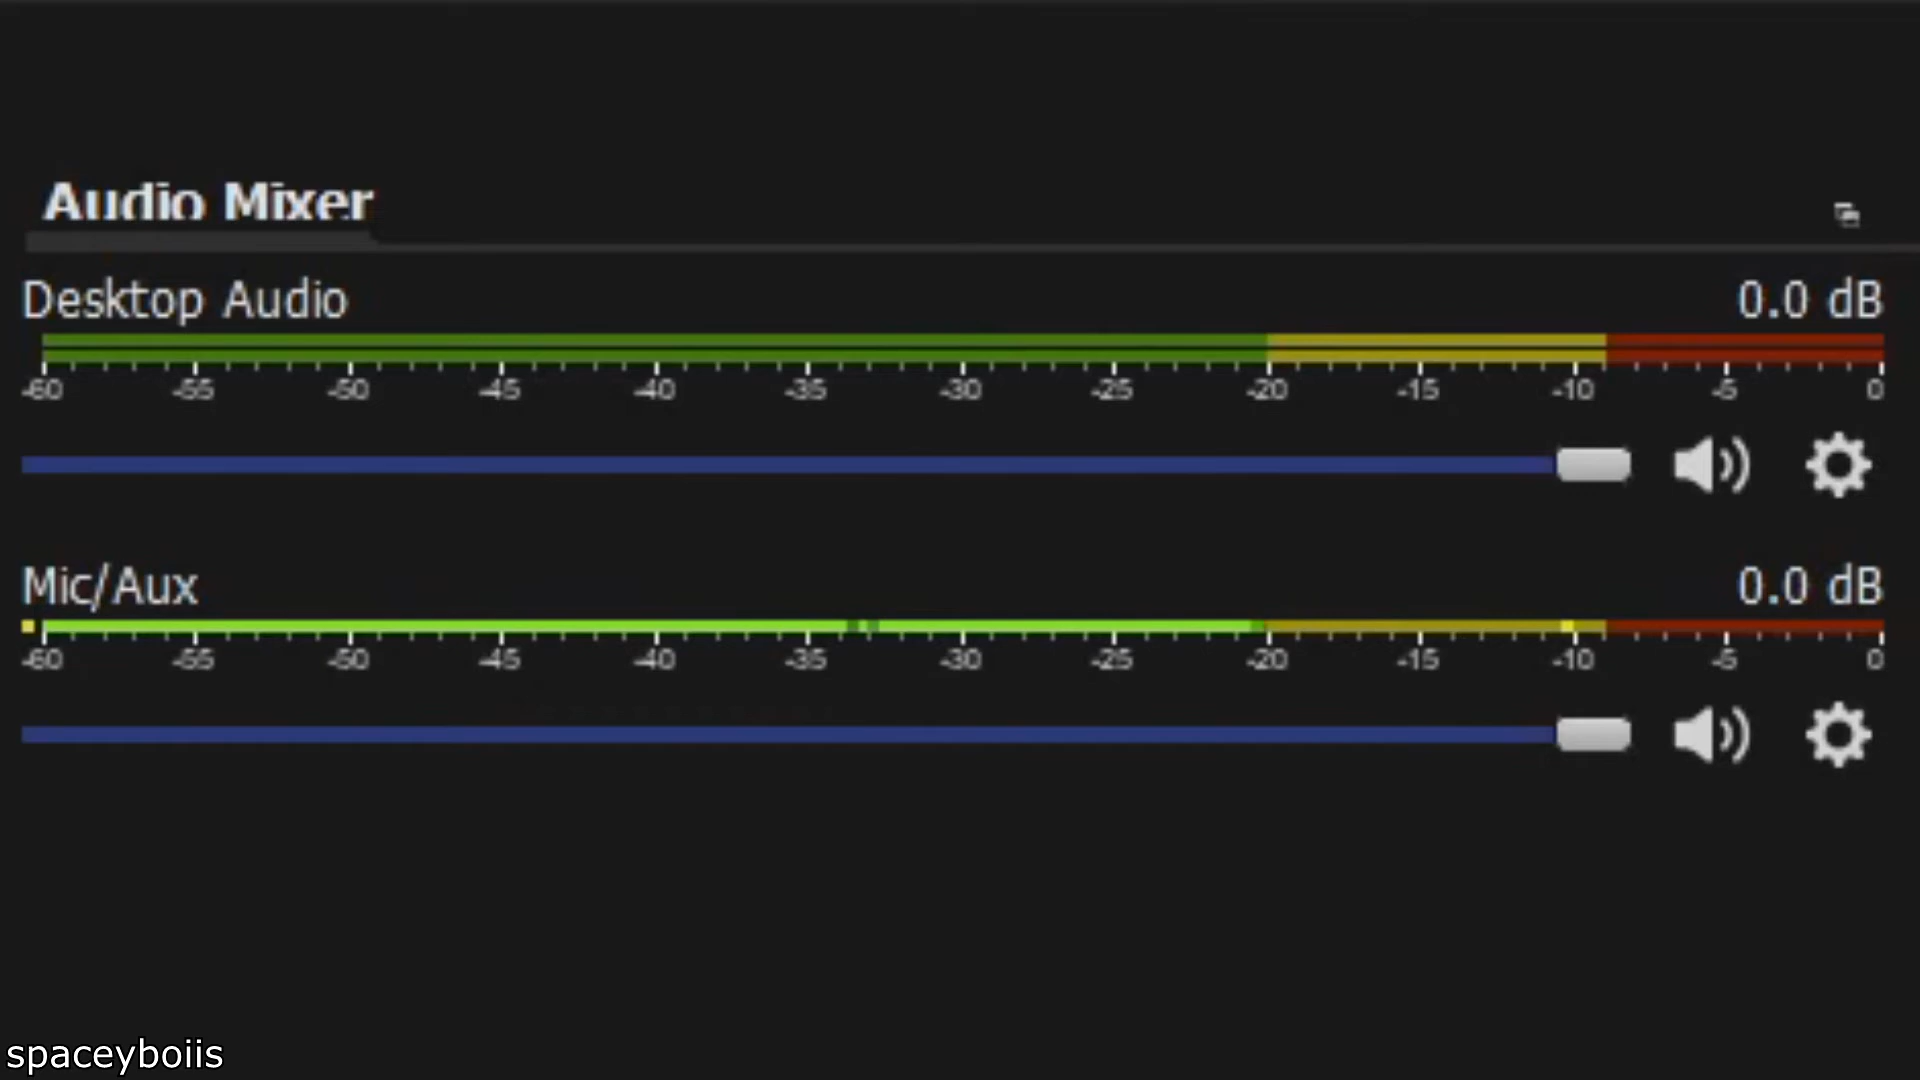 Audio Mixer
Desktop Audio 0.0 dB
-60 -55 -50 -45 -40 -35 -30 -25 -20 -15 -10 -5 0
Mic/Aux 0.0 dB
-60 -55 -50 -45 -40 -35 -30 -25 -20 -15 -10 -5 0
spaceyboiis